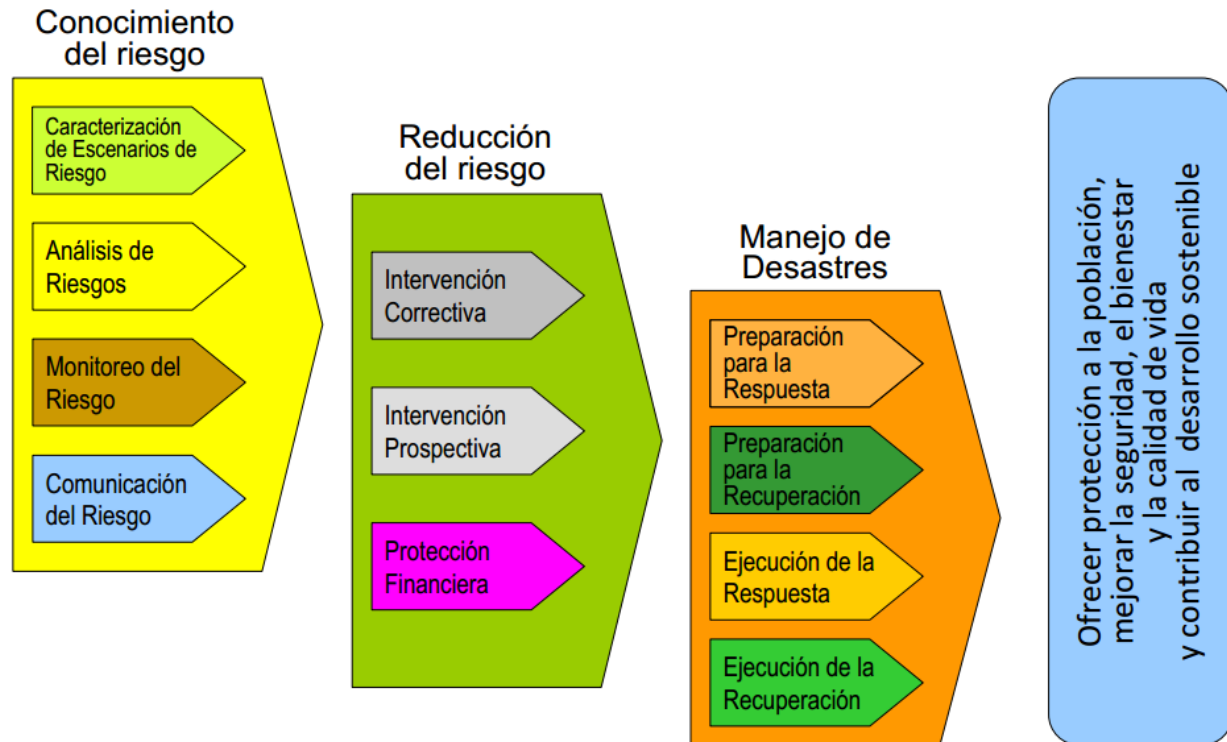 Conocimiento
del riesgo
Caracterización
de Escenarios de
Riesgo
Análisis de
Riesgos
Monitoreo del
Riesgo
Comunicación
del Riesgo
Reducción
del riesgo
Intervención
Correctiva
Intervención
Prospectiva
Protección
Financiera
Manejo de
Desastres
Preparación
para la
Respuesta
Preparación
para la
Recuperación
Ejecución de la
Respuesta
Ejecución de la
Recuperación
Ofrecer protección a la población,
mejorar la seguridad, el bienestar
y la calidad de vida
y contribuir al desarrollo sostenible